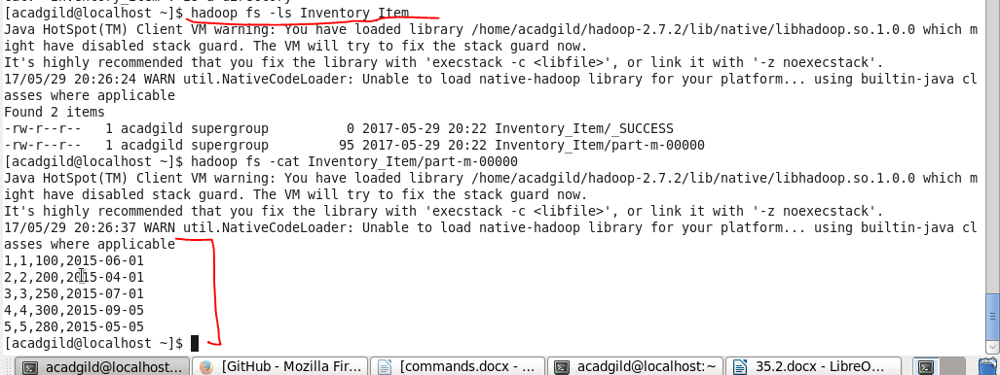 [acadgild@localhost ~]$ hadoop fs -ls Inventory_Item
Java HotSpot(TM) Client VM warning: You have loaded library /home/acadgild/hadoop-2.7.2/lib/native/libhadoop.so.1.0.0 which m
ight have disabled stack guard. The VM will try to fix the stack guard now.
It's highly recommended that you fix the library with 'execstack -c <libfile>', or link it with '-z noexecstack'.
17/05/29 20:26:24 WARN util.NativeCodeLoader: Unable to load native-hadoop library for your platform... using builtin-java cl
asses where applicable
Found 2 items
-rw-r--r--   1 acadgild supergroup          0 2017-05-29 20:22 Inventory_Item/_SUCCESS
-rw-r--r--   1 acadgild supergroup         95 2017-05-29 20:22 Inventory_Item/part-m-00000
[acadgild@localhost ~]$ hadoop fs -cat Inventory_Item/part-m-00000
Java HotSpot(TM) Client VM warning: You have loaded library /home/acadgild/hadoop-2.7.2/lib/native/libhadoop.so.1.0.0 which m
ight have disabled stack guard. The VM will try to fix the stack guard now.
It's highly recommended that you fix the library with 'execstack -c <libfile>', or link it with '-z noexecstack'.
17/05/29 20:26:37 WARN util.NativeCodeLoader: Unable to load native-hadoop library for your platform... using builtin-java cl
asses where applicable
1,1,100,2015-06-01
2,2,200,2015-04-01
3,3,250,2015-07-01
4,4,300,2015-09-05
5,5,280,2015-05-05
[acadgild@localhost ~]$
acadgild@localhost... [GitHub - Mozilla Fir... [commands.docx - ... acadgild@localhost:~ 35.2.docx - LibreO...